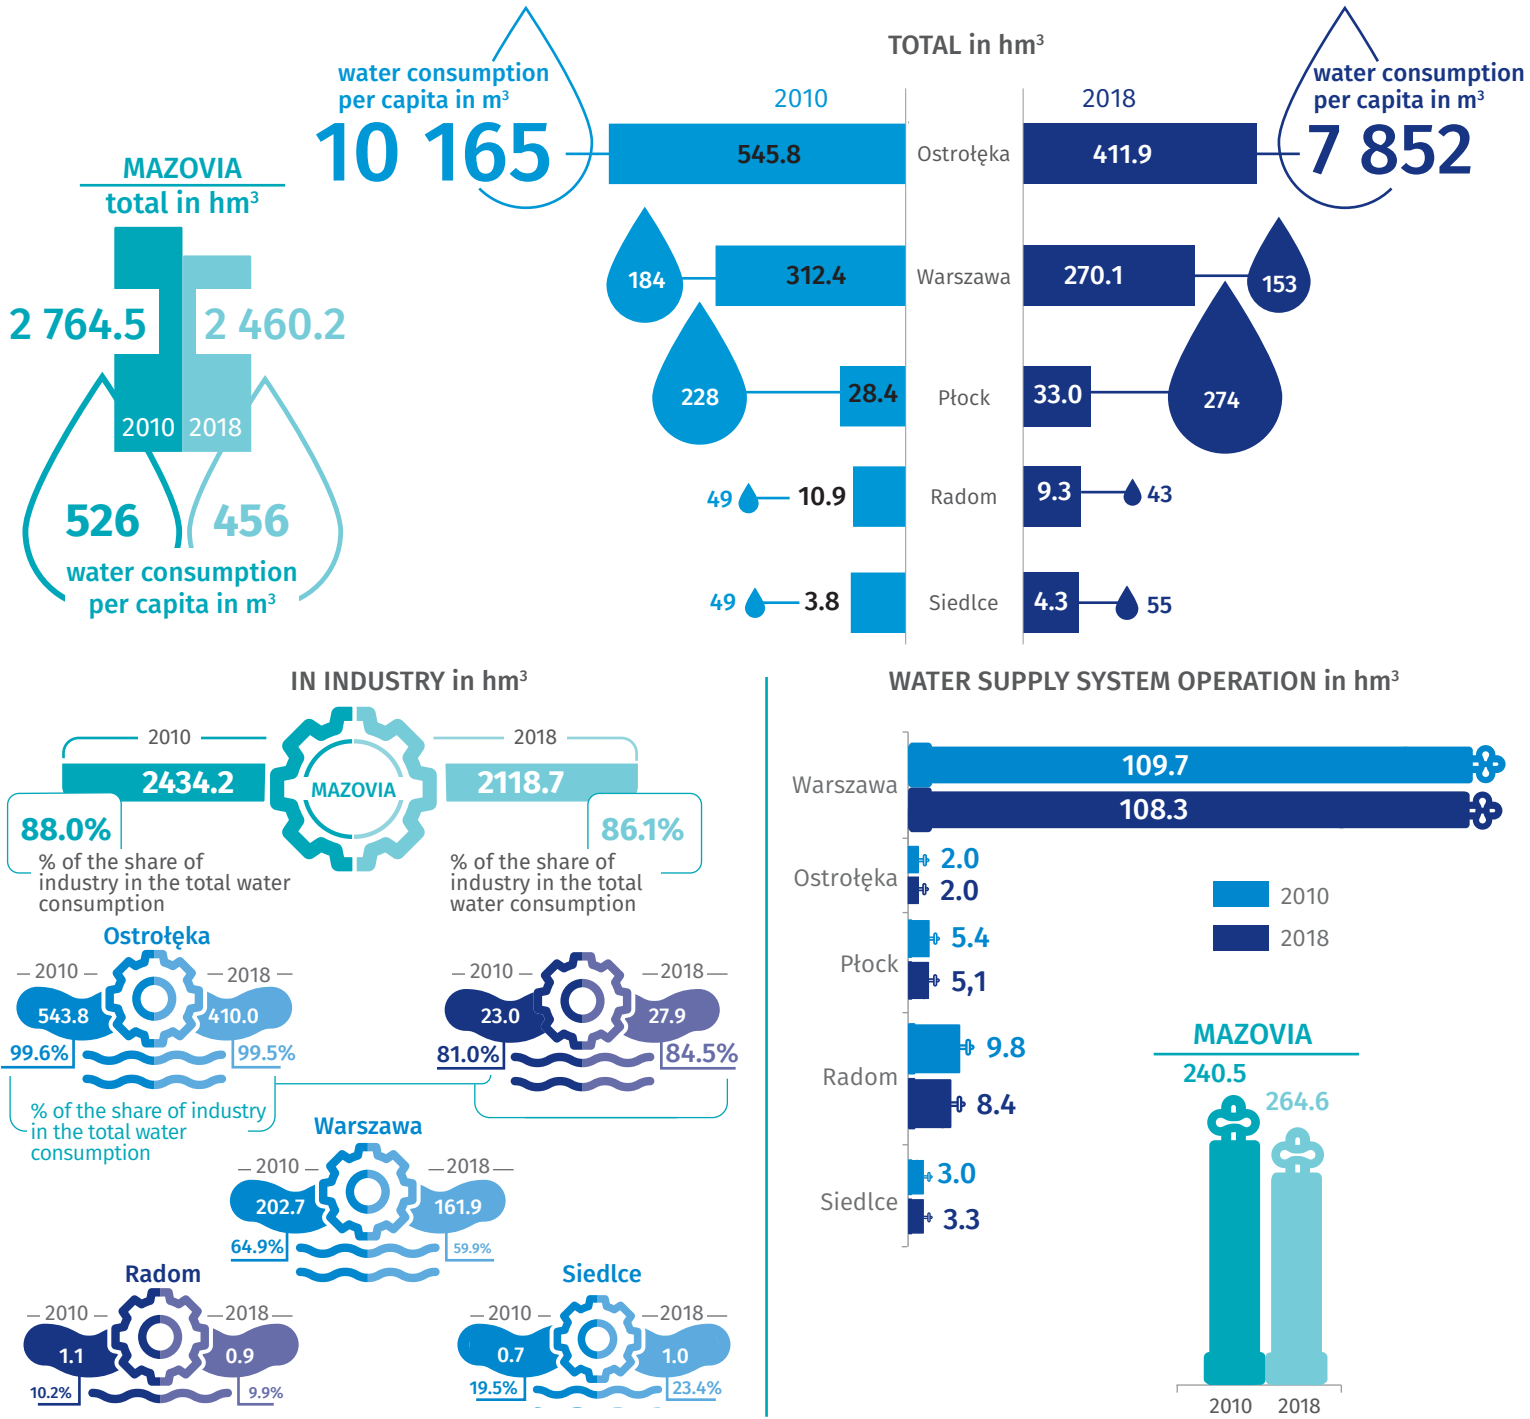 TOTAL in hm³
water consumption
per capita in m³
10 165
2010
2018
water consumption
per capita in m³
7 852
545.8
Ostrołęka
411.9
MAZOVIA
total in hm³
2 764.5
2 460.2
2010
2018
526
456
water consumption
per capita in m³
184
312.4
Warszawa
270.1
153
228
28.4
Płock
33.0
274
49
10.9
Radom
9.3
43
49
3.8
Siedlce
4.3
55
IN INDUSTRY in hm³
2010
2018
2434.2
MAZOVIA
2118.7
88.0%
86.1%
% of the share of
industry in the total water
consumption
% of the share of
industry in the total
water consumption
Ostrołęka
2010
2018
543.8
410.0
99.6%
99.5%
2010
2018
23.0
27.9
81.0%
84.5%
% of the share of industry
in the total water
consumption
Warszawa
2010
2018
202.7
161.9
64.9%
59.9%
Radom
2010
2018
1.1
0.9
10.2%
9.9%
Siedlce
2010
2018
0.7
1.0
19.5%
23.4%
WATER SUPPLY SYSTEM OPERATION in hm³
Warszawa
109.7
108.3
Ostrołęka
2.0
2.0
Płock
5.4
5,1
Radom
9.8
8.4
Siedlce
3.0
3.3
2010
2018
MAZOVIA
240.5
264.6
2010
2018